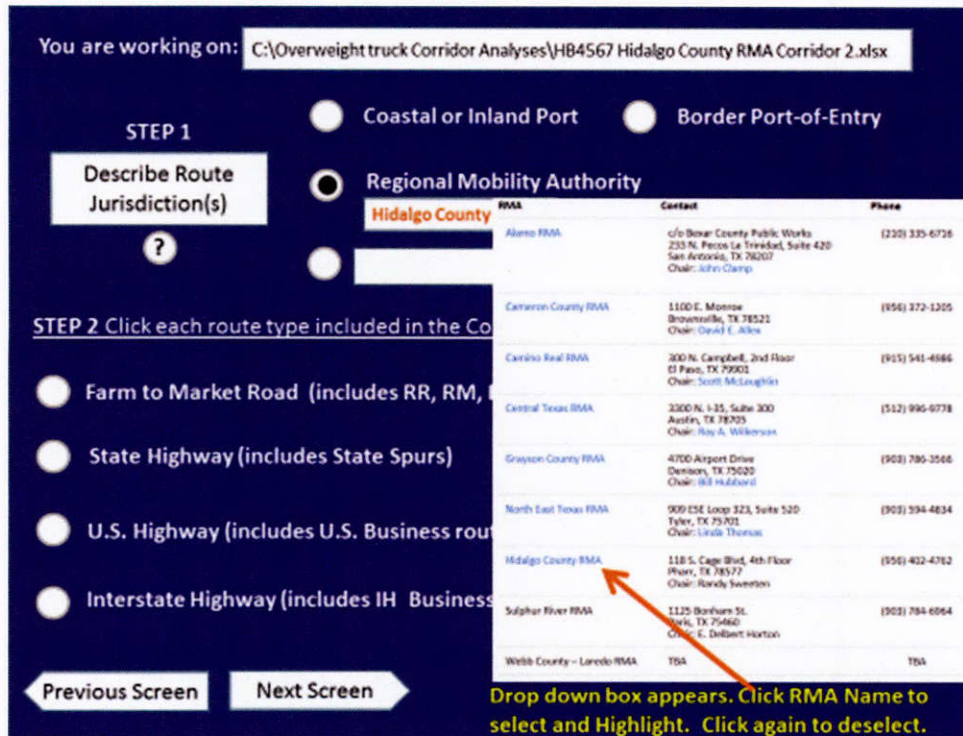 You are working on: C:\Overweight truck Corridor Analyses\HB4567 Hidalgo County RMA Corridor 2.xlsx
Coastal or Inland Port
Border Port-of-Entry
STEP 1
Describe Route
Jurisdiction(s)
?
Regional Mobility Authority
Hidalgo County
RMA Contact Phone
Alamo RMA c/o Bexar County Public Works (210) 335-6716
233 N. Pecos La Trinidad, Suite 420
San Antonio, TX 78207
Chair: John Clamp
Cameron County RMA 1100 E. Monroe (956) 372-1205
Brownsville, TX 78521
Chair: David E. Allex
Camino Real RMA 300 N. Campbell, 2nd Floor (915) 541-4986
El Paso, TX 79901
Chair: Scott McLaughlin
Central Texas RMA 3300 N. I-35, Suite 300 (512) 996-9778
Austin, TX 78705
Chair: Ray A. Wilkerson
Grayson County RMA 4700 Airport Drive (903) 786-3566
Denison, TX 75020
Chair: Bill Hubbard
North East Texas RMA 909 ESE Loop 323, Suite 520 (903) 594-4834
Tyler, TX 75701
Chair: Linda Thomas
Hidalgo County RMA 118 S. Cage Blvd, 4th Floor (956) 402-4762
Pharr, TX 78577
Chair: Randy Sweeten
Sulphur River RMA 1125 Bonham St. (903) 784-6064
Paris, TX 75460
Chair: E. Delbert Horton
Webb County – Laredo RMA TBA TBA
STEP 2 Click each route type included in the Co
Farm to Market Road (includes RR, RM,
State Highway (includes State Spurs)
U.S. Highway (includes U.S. Business rout
Interstate Highway (includes IH Business
Previous Screen
Next Screen
Drop down box appears. Click RMA Name to
select and Highlight. Click again to deselect.